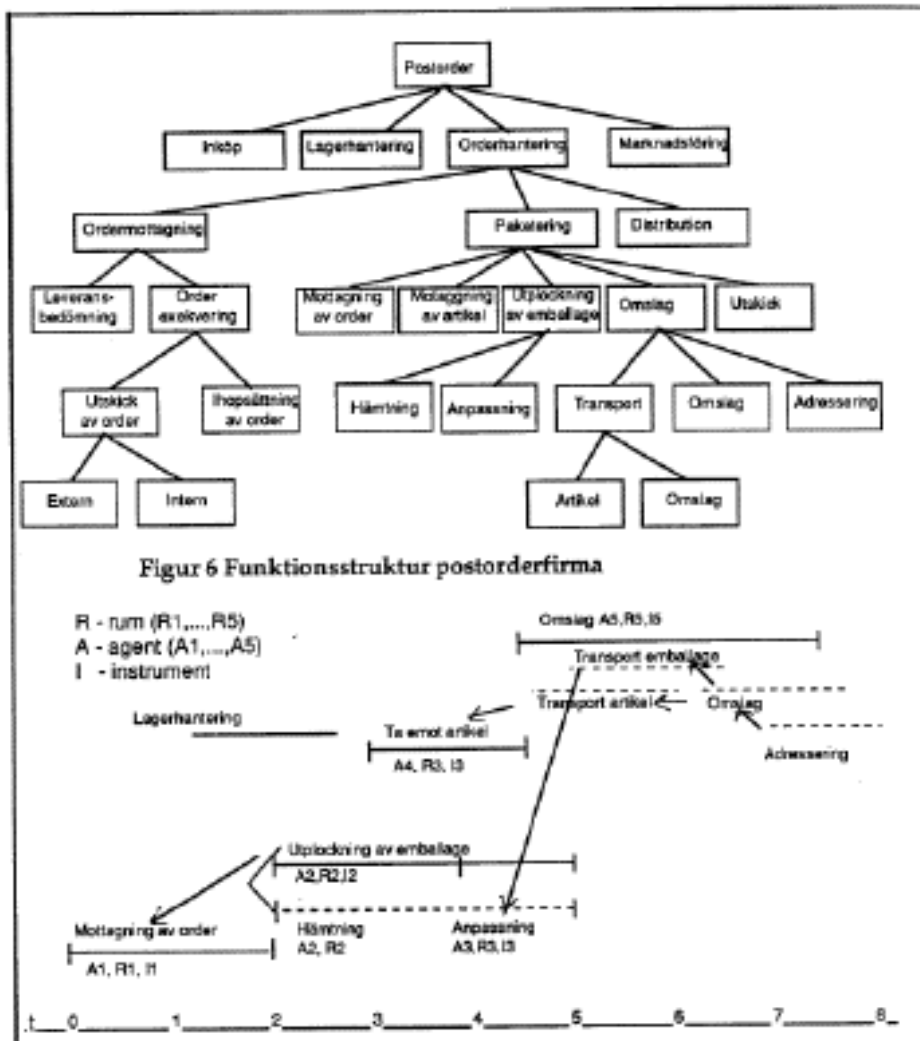 Postorder
Inköp Lagerhantering Orderhantering Marknadsföring
Ordermottagning Paketering Distribution
Leverans-
bedömning
Order
exekvering
Mottagning
av order
Mottaggning
av artikel
Utplockning
av emballage
Omslag Utskick
Utskick
av order
Ihopsättning
av order
Hämtning Anpassning Transport Omslag Adressering
Extern Intern Artikel Omslag
Figur 6 Funktionsstruktur postorderfirma
R - rum (R1,...,R5)
A - agent (A1,...,A5)
I - instrument
Omslag A5,R5,I5
Transport emballage
Transport artikel Omslag
Lagerhantering
Ta emot artikel
A4, R3, I3
Adressering
Utplockning av emballage
A2,R2,I2
Mottagning av order
A1, R1, I1
Hämtning
A2, R2
Anpassning
A3,R3,I3
.t 0 1 2 3 4 5 6 7 8